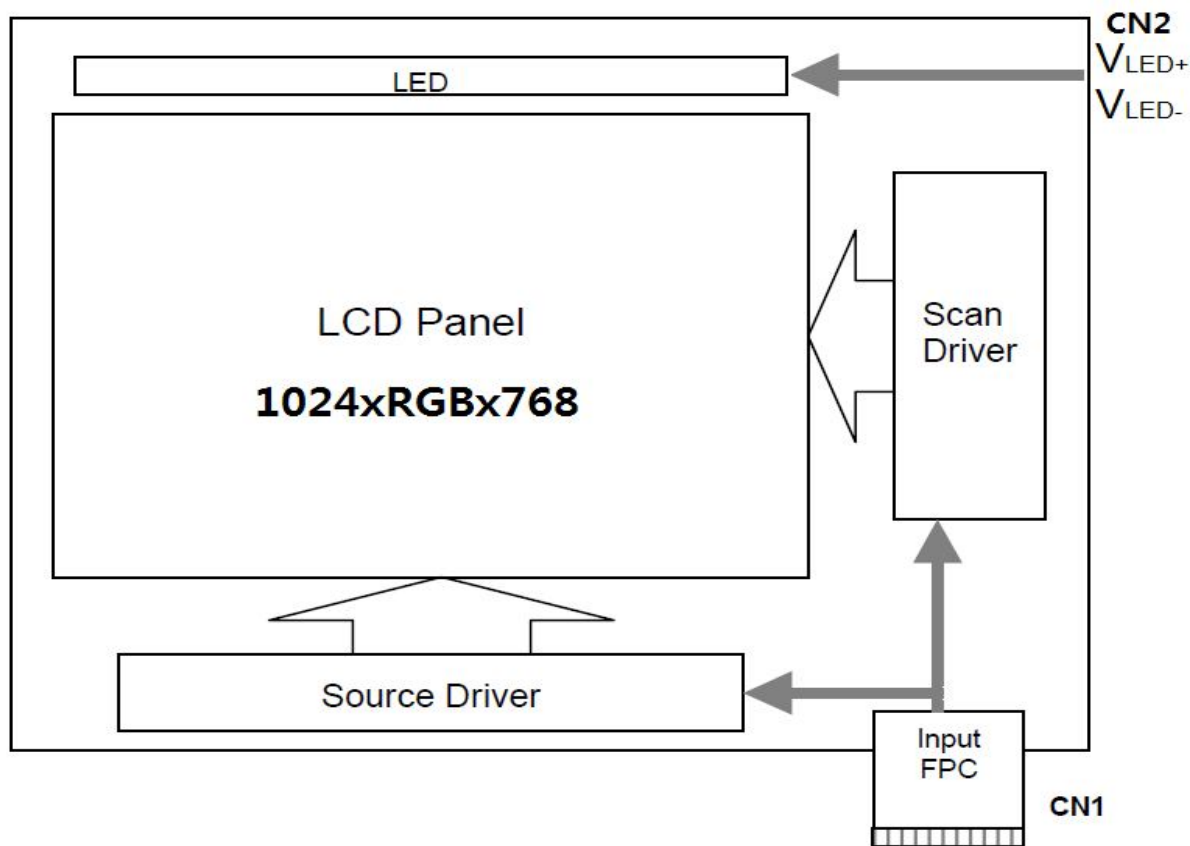 CN2
VLED+
VLED-
LED
LCD Panel
1024xRGBx768
Scan
Driver
Source Driver
Input
FPC
CN1